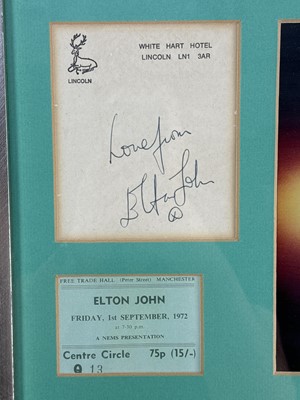 WHITE HART HOTEL
LINCOLN LN1 3AR
LINCOLN
Love from
Elton John
FREE TRADE HALL (Peter Street) MANCHESTER
ELTON JOHN
FRIDAY, 1st SEPTEMBER, 1972
at 7-30 p.m.
A NEMS PRESENTATION
Centre Circle 75p (15/-)
Q 13